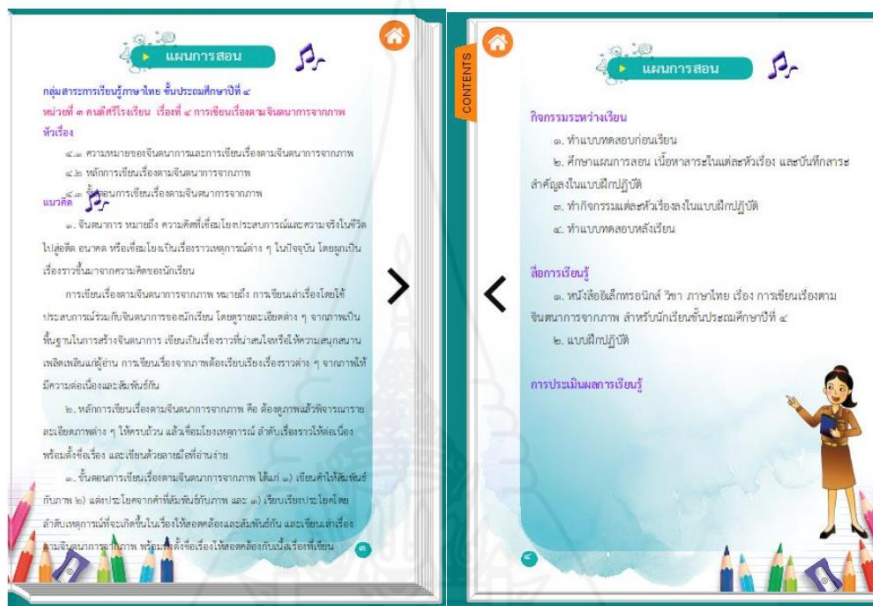 แผนการสอน
กลุ่มสาระการเรียนรู้ภาษาไทย ชั้นประถมศึกษาปีที่ ๔
หน่วยที่ ๓ คนดีศรีโรงเรียน เรื่องที่ ๔ การเขียนเรื่องตามจินตนาการจากภาพ
หัวเรื่อง
๔.๑ ความหมายของจินตนาการและการเขียนเรื่องตามจินตนาการจากภาพ
๔.๒ หลักการเขียนเรื่องตามจินตนาการจากภาพ
๔.๓ ขั้นตอนการเขียนเรื่องตามจินตนาการจากภาพ
แนวคิด
๑. จินตนาการ หมายถึง ความคิดที่เชื่อมโยงประสบการณ์และความจริงในชีวิต
ไปสู่อดีต อนาคต หรือเชื่อมโยงเป็นเรื่องราวเหตุการณ์ต่าง ๆ ในปัจจุบัน โดยผูกเป็น
เรื่องราวขึ้นมาจากความคิดของนักเรียน
การเขียนเรื่องตามจินตนาการจากภาพ หมายถึง การเขียนเล่าเรื่องโดยใช้
ประสบการณ์ร่วมกับจินตนาการของนักเรียน โดยดูรายละเอียดต่าง ๆ จากภาพเป็น
พื้นฐานในการสร้างจินตนาการ เขียนเป็นเรื่องราวที่น่าสนใจหรือให้ความสนุกสนาน
เพลิดเพลินแก่ผู้อ่าน การเขียนเรื่องจากภาพต้องเรียบเรียงเรื่องราวต่าง ๆ จากภาพให้
มีความต่อเนื่องและสัมพันธ์กัน
๒. หลักการเขียนเรื่องตามจินตนาการจากภาพ คือ ต้องดูภาพแล้วพิจารณาราย
ละเอียดภาพต่าง ๆ ให้ครบถ้วน แล้วเชื่อมโยงเหตุการณ์ ลำดับเรื่องราวให้ต่อเนื่อง
พร้อมตั้งชื่อเรื่อง และเขียนด้วยลายมือที่อ่านง่าย
๓. ขั้นตอนการเขียนเรื่องตามจินตนาการจากภาพ ได้แก่ ๑) เขียนคำให้สัมพันธ์
กับภาพ ๒) แต่งประโยคจากคำที่สัมพันธ์กับภาพ และ ๓) เรียบเรียงประโยคโดย
ลำดับเหตุการณ์ที่จะเกิดขึ้นในเรื่องให้สอดคล้องและสัมพันธ์กัน และเขียนเล่าเรื่อง
ตามจินตนาการจากภาพ พร้อมทั้งตั้งชื่อเรื่องให้สอดคล้องกับเนื้อเรื่องที่เขียน
๓
CONTENTS
แผนการสอน
กิจกรรมระหว่างเรียน
๑. ทำแบบทดสอบก่อนเรียน
๒. ศึกษาแผนการสอน เนื้อหาสาระในแต่ละหัวเรื่อง และบันทึกสาระ
สำคัญลงในแบบฝึกปฏิบัติ
๓. ทำกิจกรรมแต่ละหัวเรื่องลงในแบบฝึกปฏิบัติ
๔. ทำแบบทดสอบหลังเรียน
สื่อการเรียนรู้
๑. หนังสืออิเล็กทรอนิกส์ วิชา ภาษาไทย เรื่อง การเขียนเรื่องตาม
จินตนาการจากภาพ สำหรับนักเรียนชั้นประถมศึกษาปีที่ ๔
๒. แบบฝึกปฏิบัติ
การประเมินผลการเรียนรู้
๔